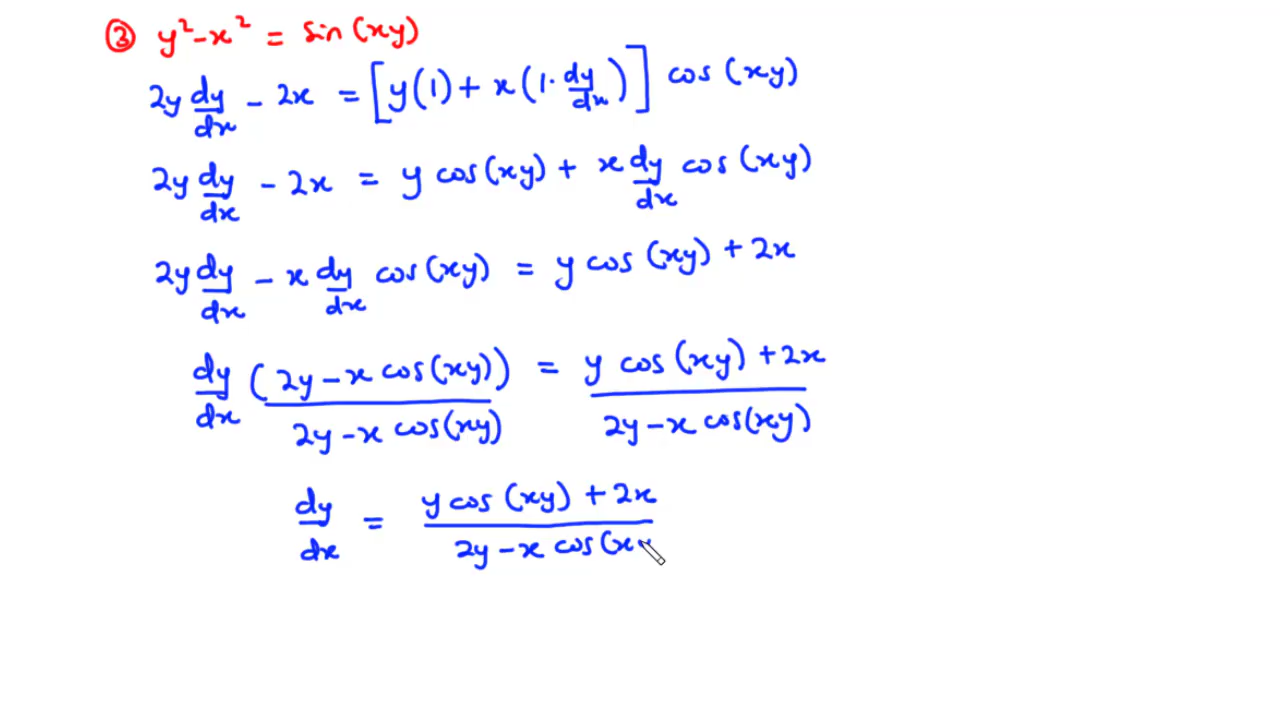 ③ y² - x² = sin (xy)
2y dy/dx - 2x = [y(1) + x(1· dy/dx)] cos (xy)
2y dy/dx - 2x = y cos(xy) + x dy/dx cos(xy)
2y dy/dx - x dy/dx cos(xy) = y cos(xy) + 2x
dy/dx (2y - x cos(xy)) / 2y - x cos(xy) = y cos(xy) + 2x / 2y - x cos(xy)
dy/dx = y cos(xy) + 2x / 2y - x cos(x